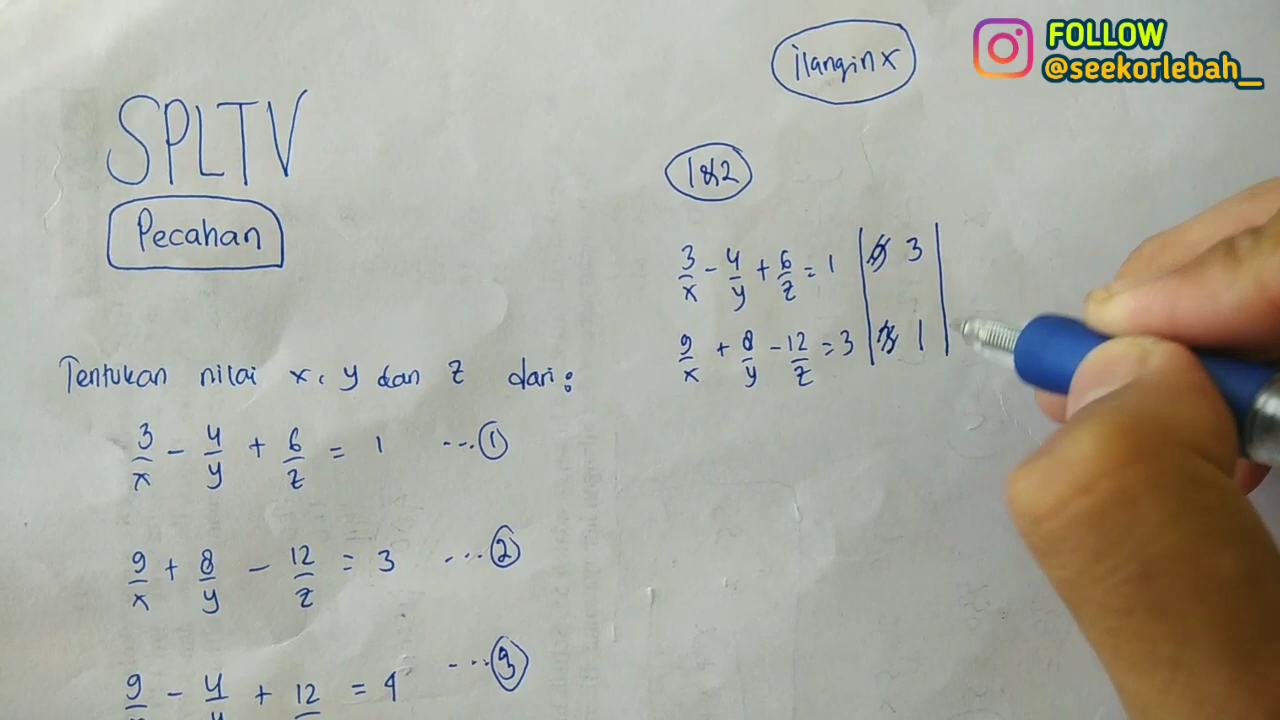 FOLLOW
@seekorlebah_
ilangin x
SPLTV
Pecahan
1&2
3/x - 4/y + 6/z = 1 | 3 |
9/x + 8/y - 12/z = 3 | 1 |
Tentukan nilai x, y dan z dari :
3/x - 4/y + 6/z = 1 ...①
9/x + 8/y - 12/z = 3 ...②
9/x - 4/y + 12 = 4 ...③